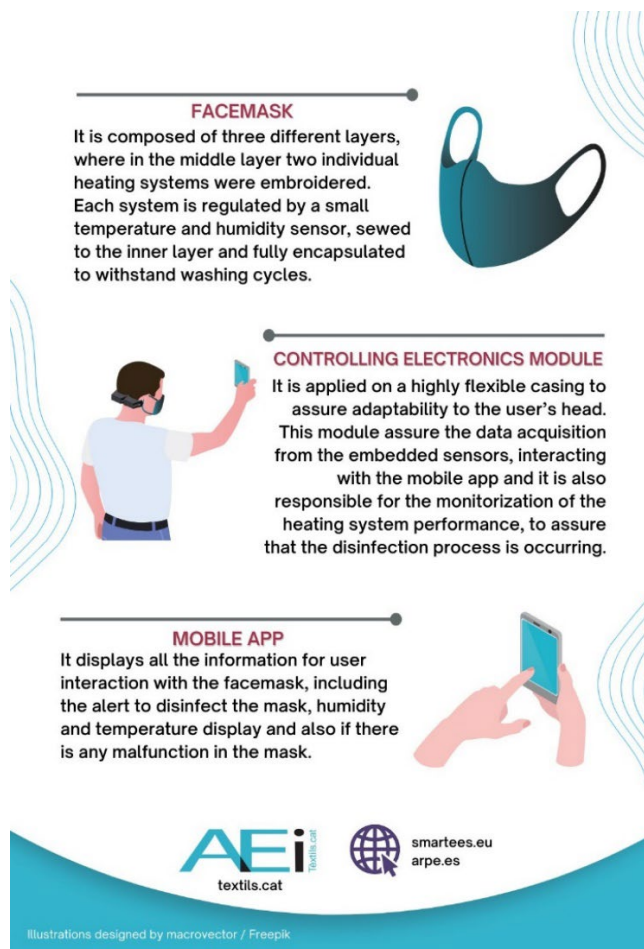 FACEMASK
It is composed of three different layers,
where in the middle layer two individual
heating systems were embroidered.
Each system is regulated by a small
temperature and humidity sensor, sewed
to the inner layer and fully encapsulated
to withstand washing cycles.
CONTROLLING ELECTRONICS MODULE
It is applied on a highly flexible casing to
assure adaptability to the user's head.
This module assure the data acquisition
from the embedded sensors, interacting
with the mobile app and it is also
responsible for the monitorization of the
heating system performance, to assure
that the disinfection process is occurring.
MOBILE APP
It displays all the information for user
interaction with the facemask, including
the alert to disinfect the mask, humidity
and temperature display and also if there
is any malfunction in the mask.
AEi
Tèxtils.cat
textils.cat
smartees.eu
arpe.es
Illustrations designed by macrovector / Freepik